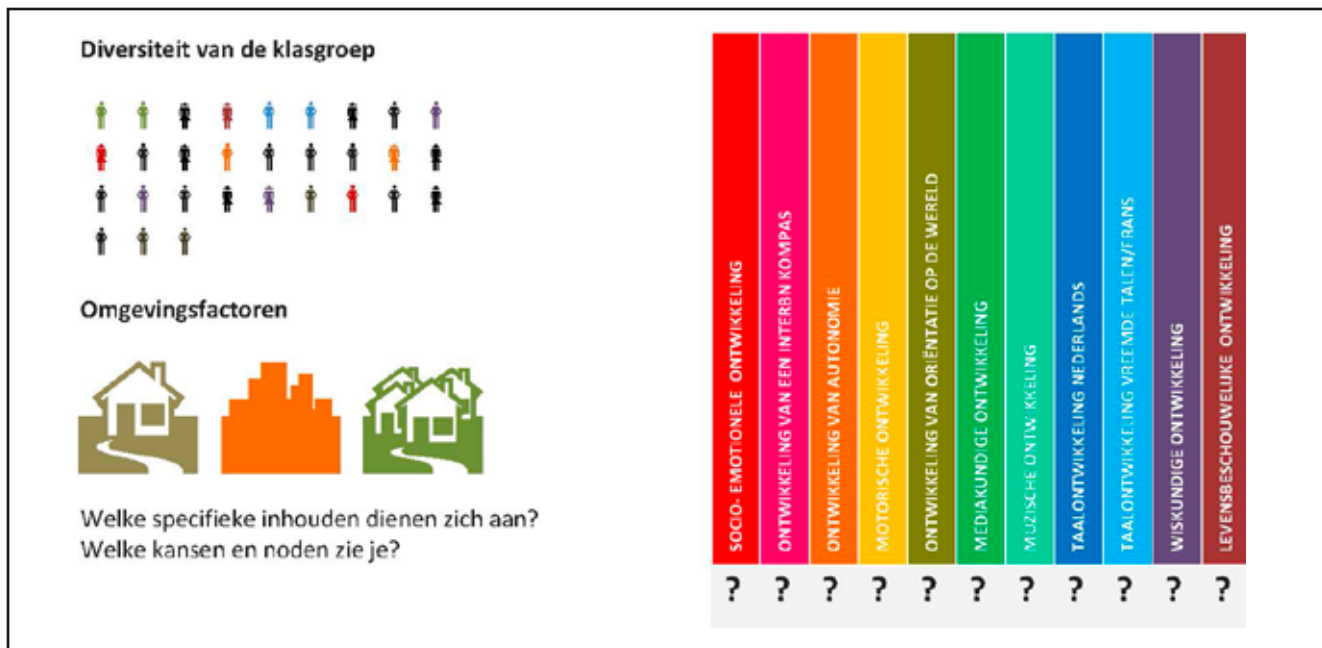 Diversiteit van de klasgroep
Omgevingsfactoren
Welke specifieke inhouden dienen zich aan?
Welke kansen en noden zie je?
SOCIO- EMOTIONELE ONTWIKKELING
ONTWIKKELING VAN EEN INTERBN KOMPAS
ONTWIKKELING VAN AUTONOMIE
MOTORISCHE ONTWIKKELING
ONTWIKKELING VAN ORIËNTATIE OP DE WERELD
MEDIAKUNDIGE ONTWIKKELING
MUZISCHE ONTWIKKELING
TAALONTWIKKELING NEDERLANDS
TAALONTWIKKELING VREEMDE TALEN/FRANS
WISKUNDIGE ONTWIKKELING
LEVENSBESCHOUWELIJKE ONTWIKKELING
? ? ? ? ? ? ? ? ? ? ?